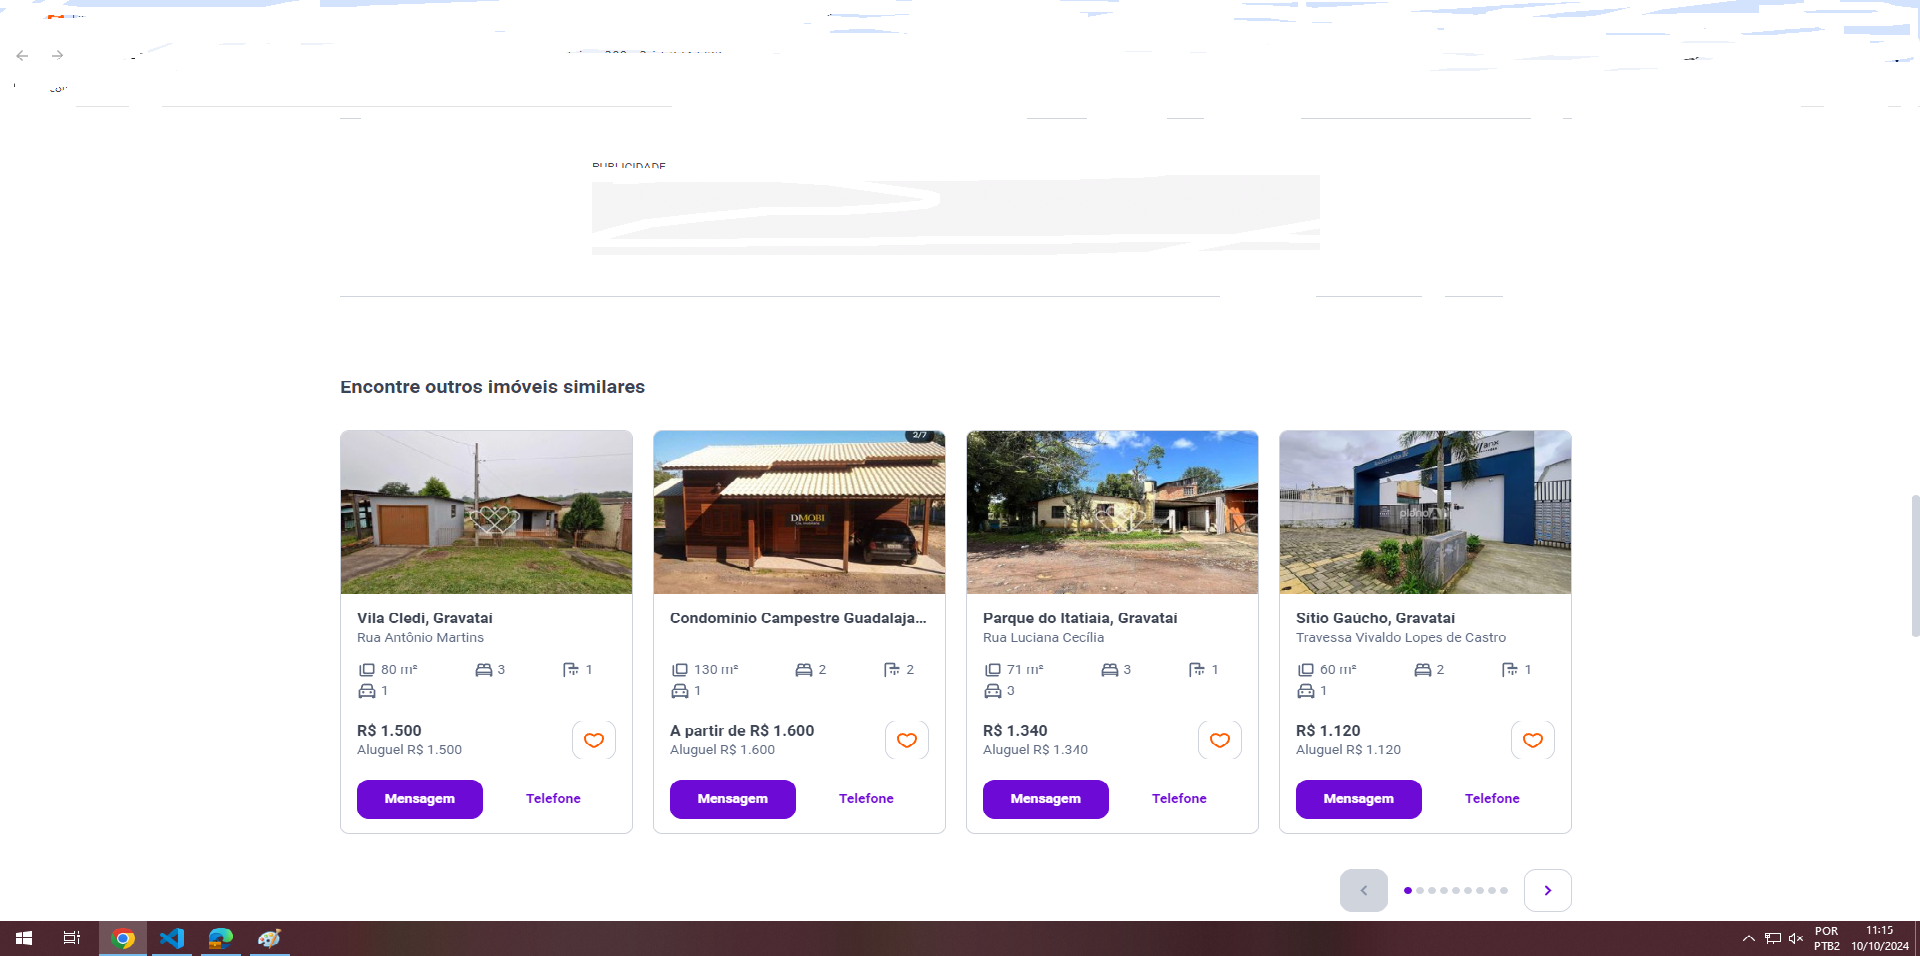 PUBLICIDADE
Encontre outros imóveis similares
2/7
DMOBI
plano
Vila Cledi, Gravataí
Rua Antônio Martins
80 m² 3 1
1
R$ 1.500
Aluguel R$ 1.500
Mensagem Telefone
Condomínio Campestre Guadalaja...
130 m² 2 2
1
A partir de R$ 1.600
Aluguel R$ 1.600
Mensagem Telefone
Parque do Itatiaia, Gravataí
Rua Luciana Cecília
71 m² 3 1
3
R$ 1.340
Aluguel R$ 1.340
Mensagem Telefone
Sítio Gaúcho, Gravataí
Travessa Vivaldo Lopes de Castro
60 m² 2 1
1
R$ 1.120
Aluguel R$ 1.120
Mensagem Telefone
POR
PTB2
11:15
10/10/2024